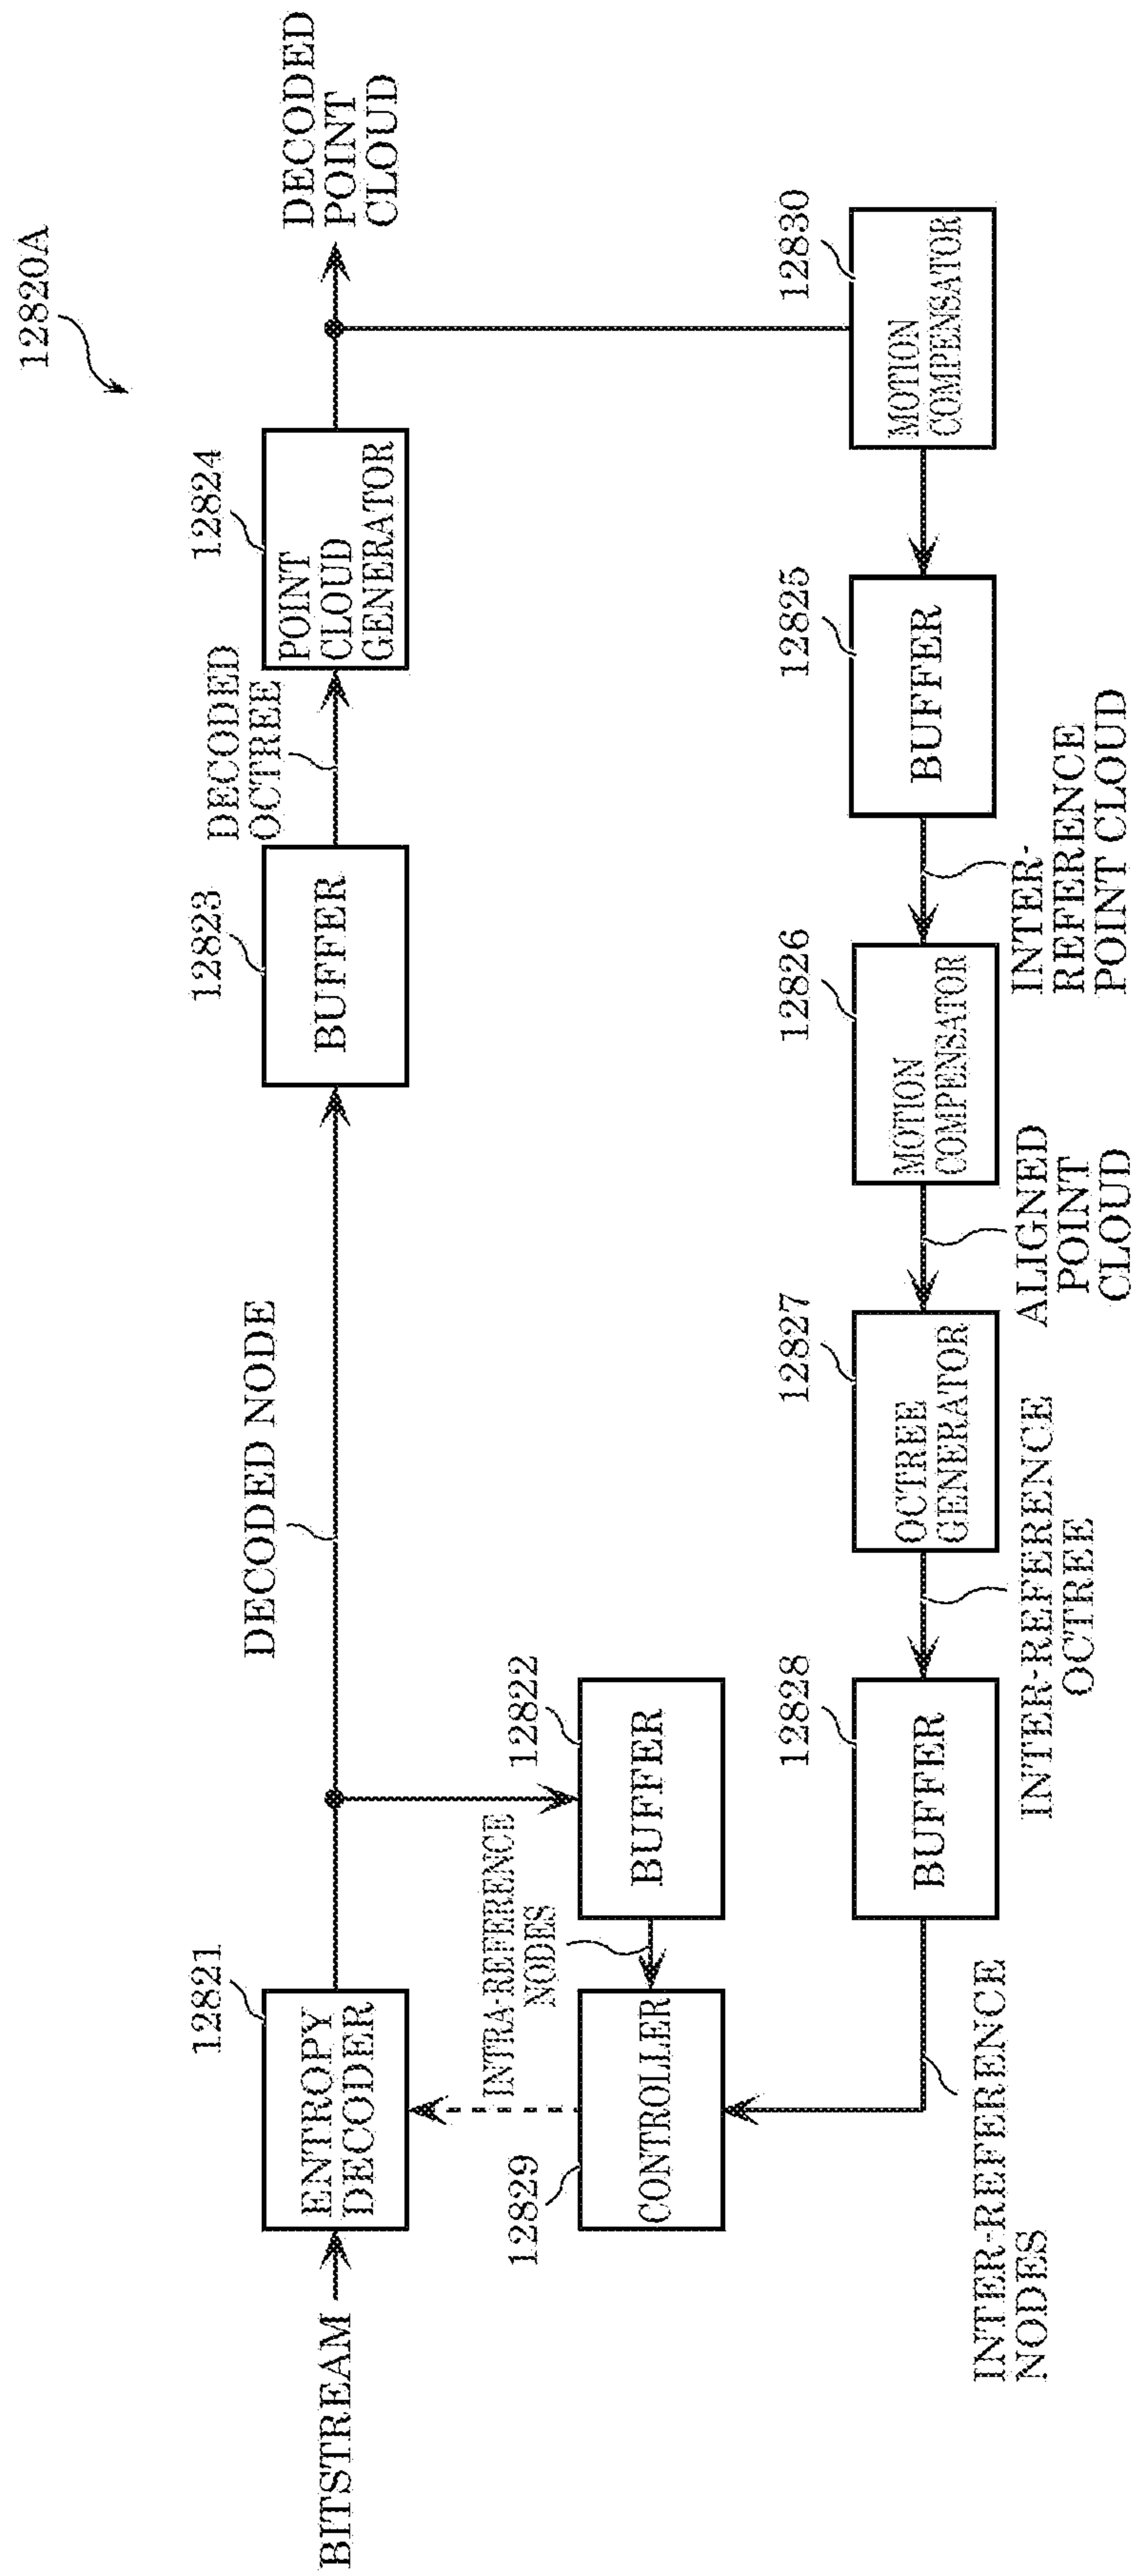 12820A
BITSTREAM
12821
ENTROPY
DECODER
DECODED NODE
12823
BUFFER
DECODED
OCTREE
12824
POINT
CLOUD
GENERATOR
DECODED
POINT
CLOUD
INTRA-REFERENCE
NODES
12822
BUFFER
12829
CONTROLLER
12830
MOTION
COMPENSATOR
12825
BUFFER
INTER-
REFERENCE
POINT CLOUD
12826
MOTION
COMPENSATOR
ALIGNED
POINT
CLOUD
12827
OCTREE
GENERATOR
INTER-REFERENCE
OCTREE
12828
BUFFER
INTER-REFERENCE
NODES